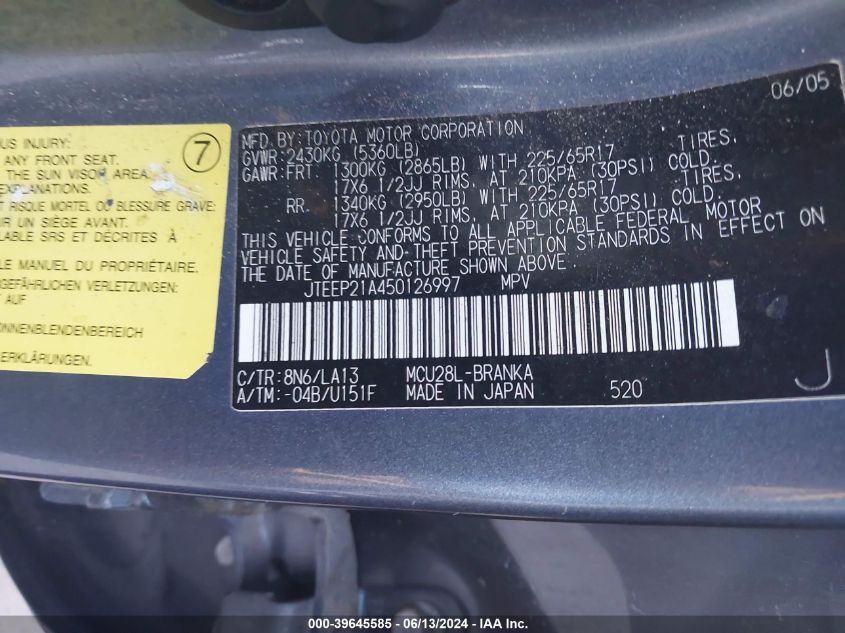 US INJURY:
ANY FRONT SEAT.
THE SUN VISOR AREA.
EXPLANATIONS.
T RISQUE MORTEL OU BLESSURE GRAVE:
UR UN SIÈGE AVANT.
LABLE SRS ET DÉCRITES À
LE MANUEL DU PROPRIÉTAIRE.
GEFÄHRLICHEN VERLETZUNG:
AUF
ONNENBLENDENBEREICH
ERKLÄRUNGEN.
7
06/05
MFD.BY:TOYOTA MOTOR CORPORATION
GVWR:2430KG (5360LB)
GAWR:FRT 1300KG (2865LB) WITH 225/65R17 TIRES,
17X6 1/2JJ RIMS, AT 210KPA (30PSI) COLD.
RR. 1340KG (2950LB) WITH 225/65R17 TIRES,
17X6 1/2JJ RIMS, AT 210KPA (30PSI) COLD.
THIS VEHICLE CONFORMS TO ALL APPLICABLE FEDERAL MOTOR
VEHICLE SAFETY AND THEFT PREVENTION STANDARDS IN EFFECT ON
THE DATE OF MANUFACTURE SHOWN ABOVE.
JTEEP21A450126997 MPV
C/TR:8N6/LA13 MCU28L-BRANKA
A/TM:-04B/U151F MADE IN JAPAN 520 J
IAA-39645585 / 06/13/2024 - IAAI.COM